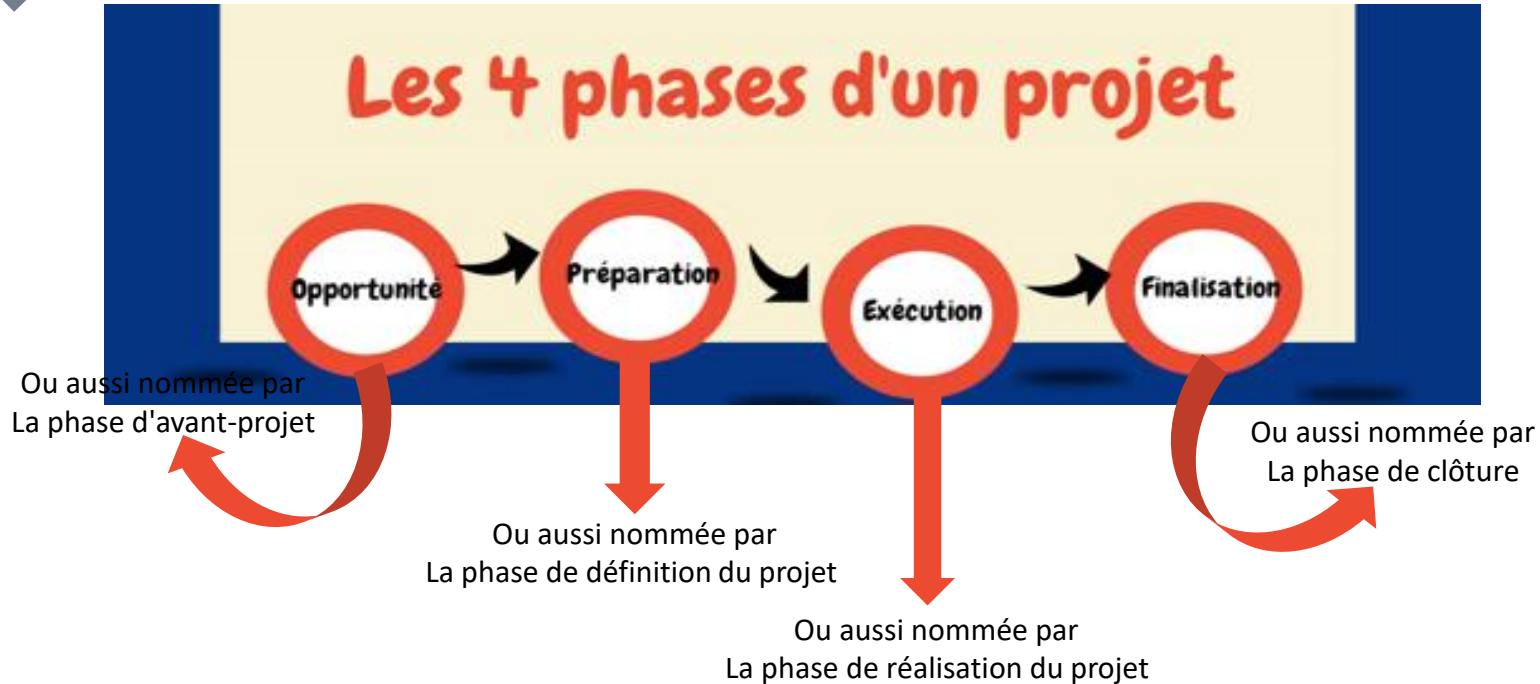 Les 4 phases d'un projet
Opportunité
Préparation
Exécution
Finalisation
Ou aussi nommée par
La phase d'avant-projet
Ou aussi nommée par
La phase de définition du projet
Ou aussi nommée par
La phase de réalisation du projet
Ou aussi nommée par
La phase de clôture